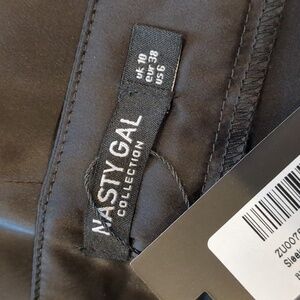 uk 10
eur 38
us 6
NASTY GAL
COLLECTION